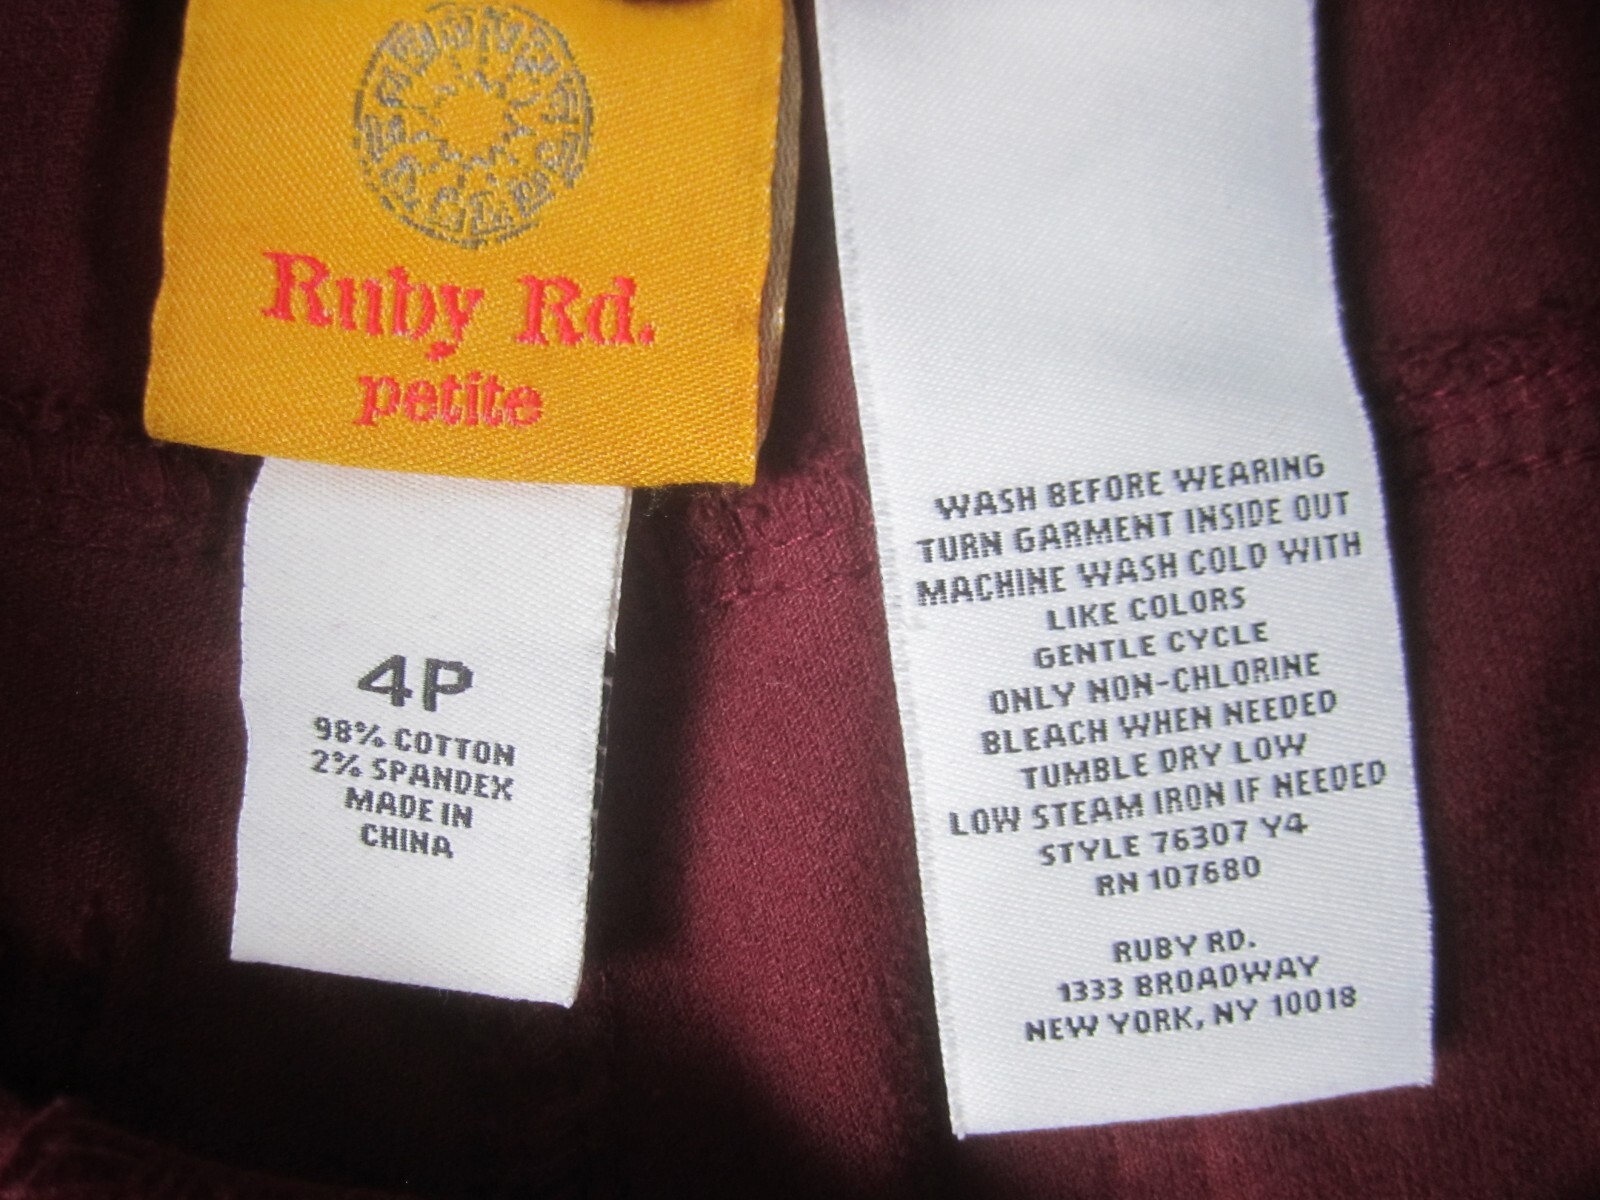 Ruby Rd.
petite
4P
98% COTTON
2% SPANDEX
MADE IN
CHINA
WASH BEFORE WEARING
TURN GARMENT INSIDE OUT
MACHINE WASH COLD WITH
LIKE COLORS
GENTLE CYCLE
ONLY NON-CHLORINE
BLEACH WHEN NEEDED
TUMBLE DRY LOW
LOW STEAM IRON IF NEEDED
STYLE 76307 Y4
RN 107680
RUBY RD.
1333 BROADWAY
NEW YORK, NY 10018